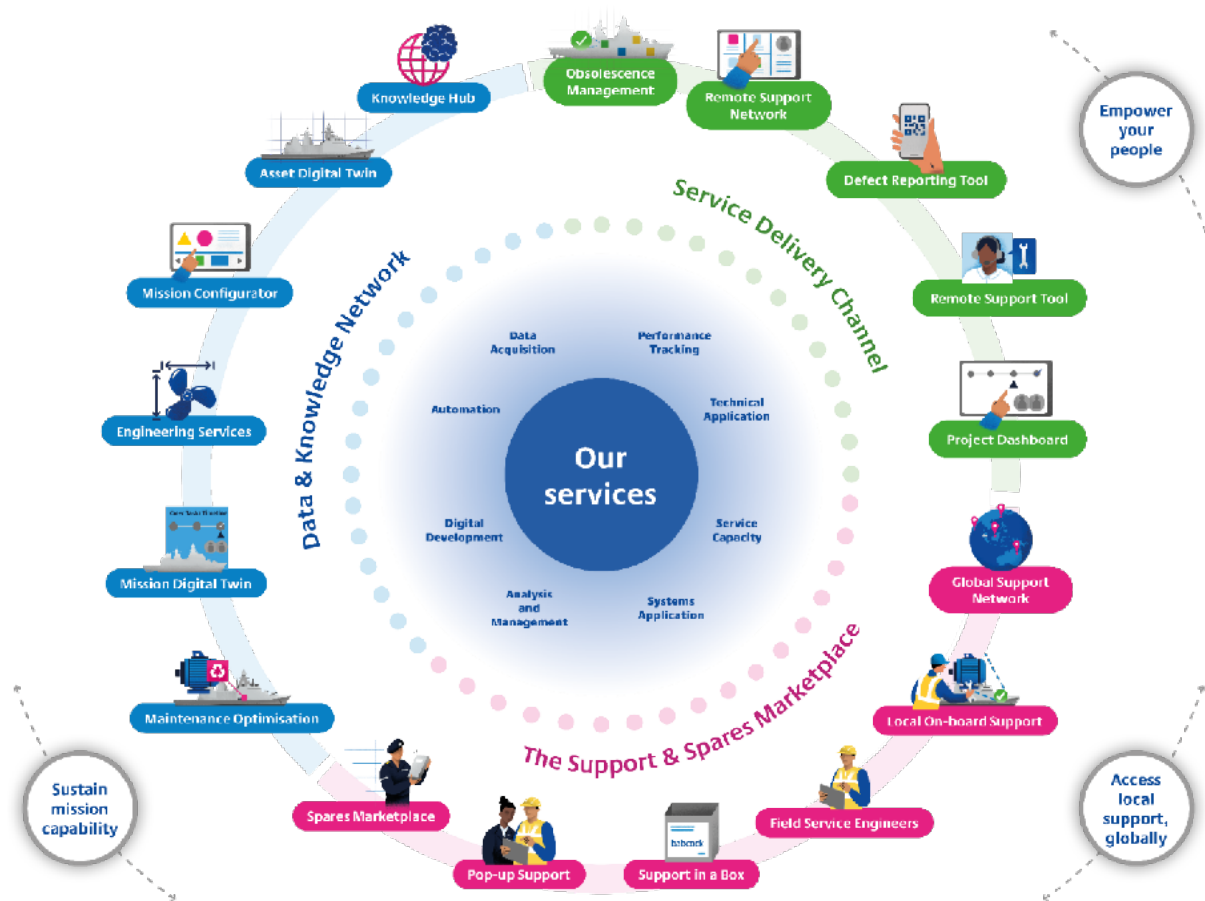 Knowledge Hub
Obsolescence
Management
Remote Support
Network
Empower
your
people
Asset Digital Twin
Defect Reporting Tool
Service Delivery Channel
Mission Configurator
Remote Support Tool
Data & Knowledge Network
Data
Acquisition
Performance
Tracking
Automation
Technical
Application
Engineering Services
Project Dashboard
Our
services
Digital
Development
Service
Capacity
Mission Digital Twin
Global Support
Network
Analysis
and
Management
Systems
Application
The Support & Spares Marketplace
Maintenance Optimisation
Local On-board Support
Sustain
mission
capability
Access
local
support,
globally
Spares Marketplace
Field Service Engineers
babcock
Pop-up Support
Support in a Box